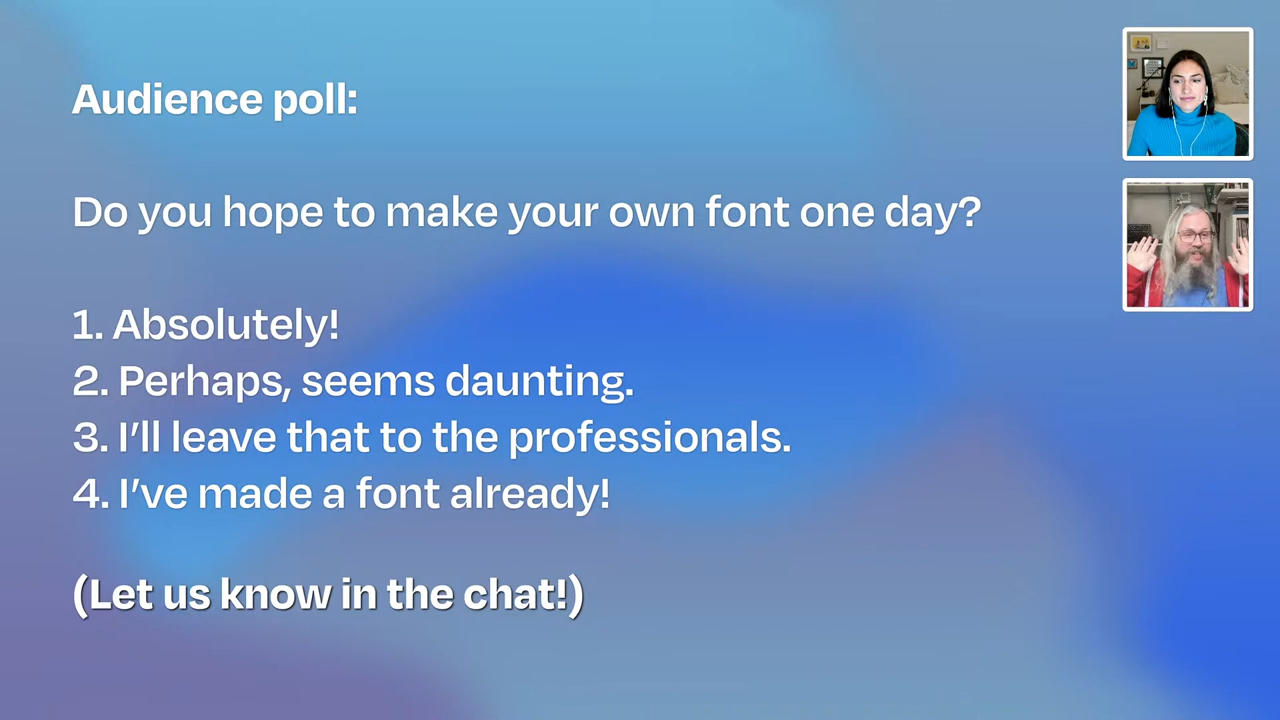 Audience poll:
Do you hope to make your own font one day?
1. Absolutely!
2. Perhaps, seems daunting.
3. I’ll leave that to the professionals.
4. I’ve made a font already!
(Let us know in the chat!)